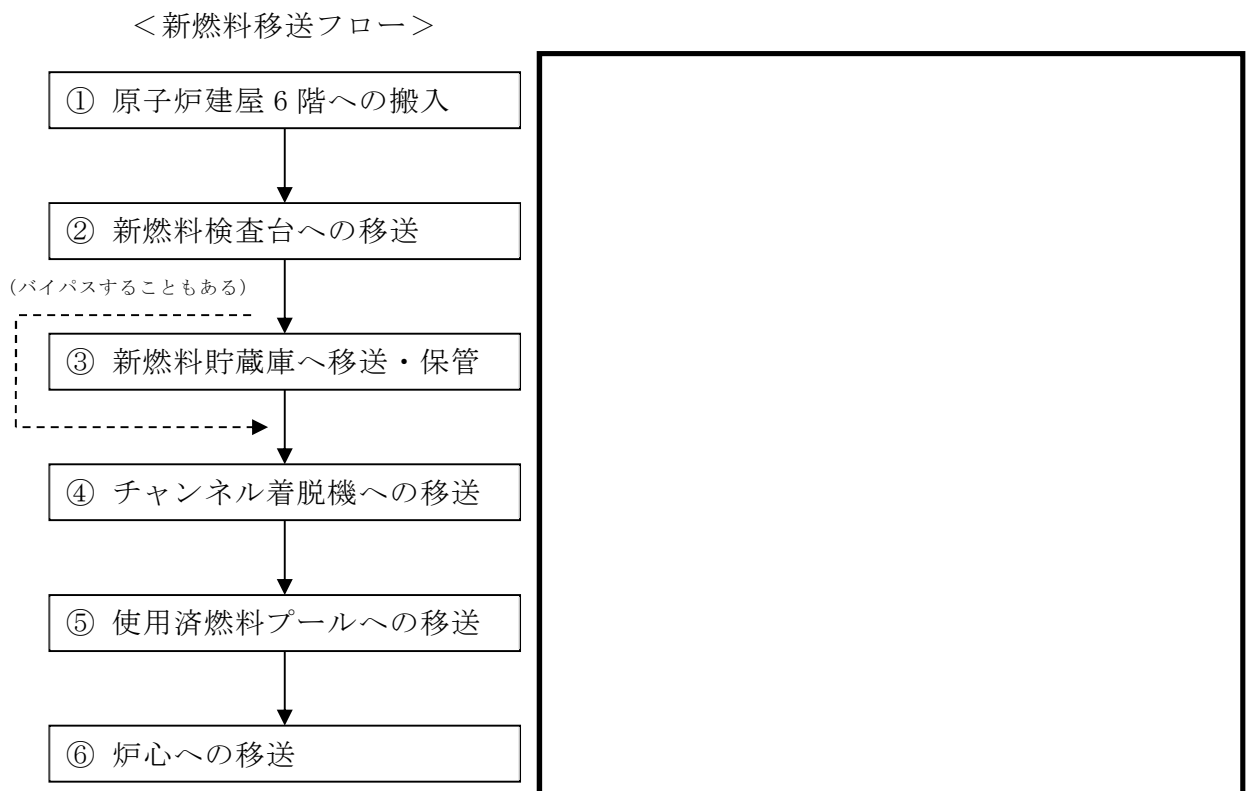 ＜新燃料移送フロー＞
① 原子炉建屋６階への搬入
② 新燃料検査台への移送
（バイパスすることもある）
③ 新燃料貯蔵庫へ移送・保管
④ チャンネル着脱機への移送
⑤ 使用済燃料プールへの移送
⑥ 炉心への移送